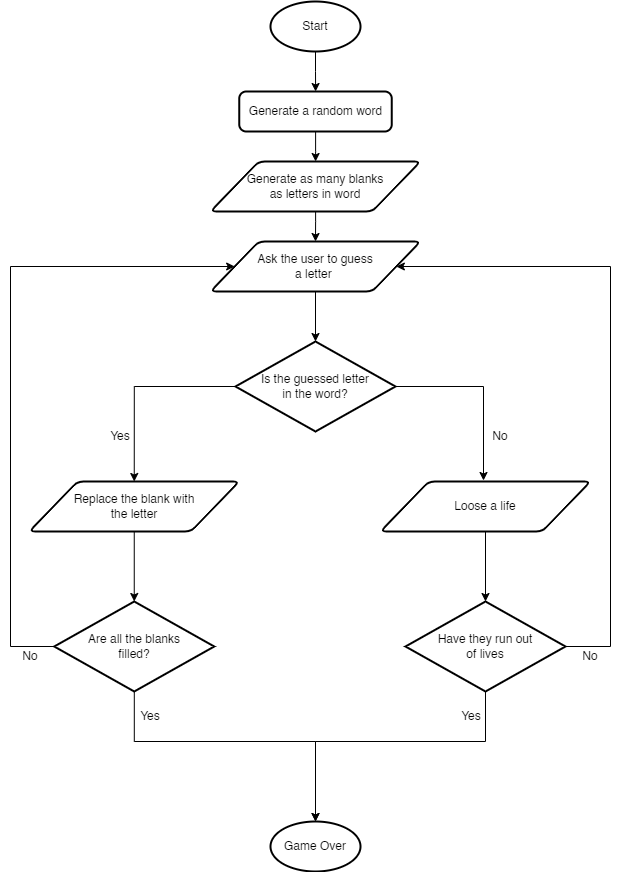 Start
Generate a random word
Generate as many blanks
as letters in word
Ask the user to guess
a letter
Is the guessed letter
in the word?
Yes
No
Replace the blank with
the letter
Loose a life
Are all the blanks
filled?
Have they run out
of lives
No
No
Yes
Yes
Game Over